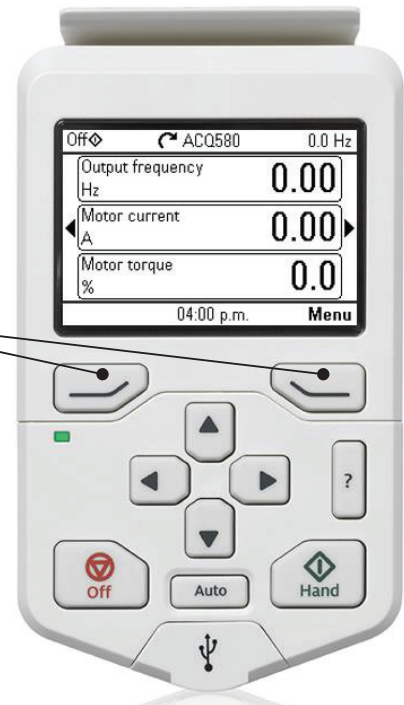 Off ACQ580 0.0 Hz
Output frequency
Hz
0.00
Motor current
A
0.00
Motor torque
%
0.0
04:00 p.m. Menu
?
Off
Auto
Hand